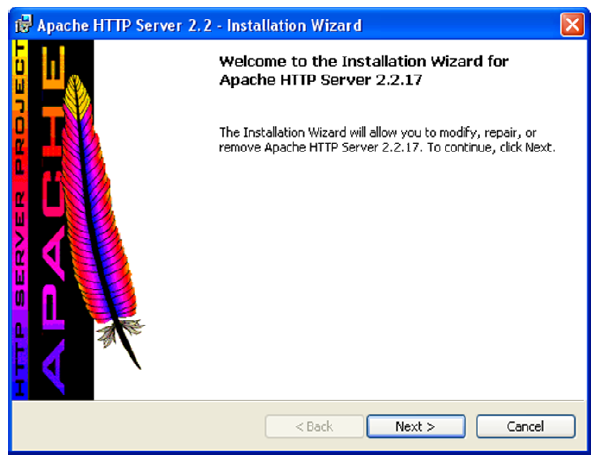 Apache HTTP Server 2.2 - Installation Wizard
HTTP SERVER PROJECT
APACHE
Welcome to the Installation Wizard for
Apache HTTP Server 2.2.17
The Installation Wizard will allow you to modify, repair, or
remove Apache HTTP Server 2.2.17. To continue, click Next.
< Back
Next >
Cancel